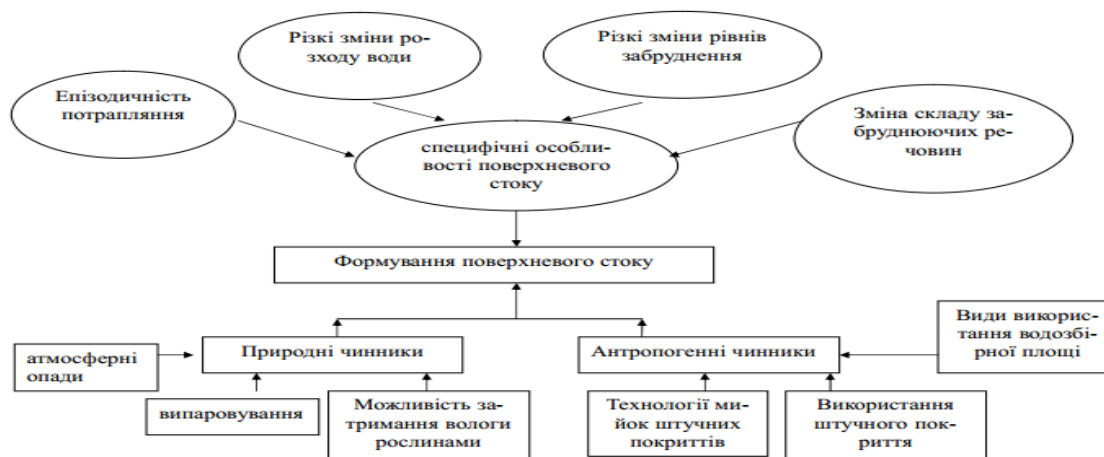 Різкі зміни ро-
зходу води
Різкі зміни рівнів
забруднення
Епізодичність
потрапляння
Зміна складу за-
бруднюючих ре-
човин
специфічні особли-
вості поверхневого
стоку
Формування поверхневого стоку
Види викорис-
тання водозбі-
рної площі
Природні чинники
Антропогенні чинники
атмосферні
опади
випаровування
Можливість за-
тримання вологи
рослинами
Технології ми-
йок штучних
покриттів
Використання
штучного пок-
риття